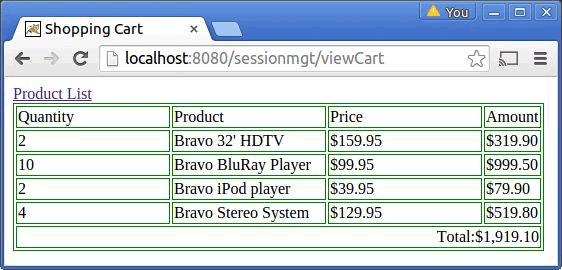 You
Shopping Cart
localhost:8080/sessionmgt/viewCart
Product List
Quantity Product Price Amount
2 Bravo 32' HDTV $159.95 $319.90
10 Bravo BluRay Player $99.95 $999.50
2 Bravo iPod player $39.95 $79.90
4 Bravo Stereo System $129.95 $519.80
Total:$1,919.10